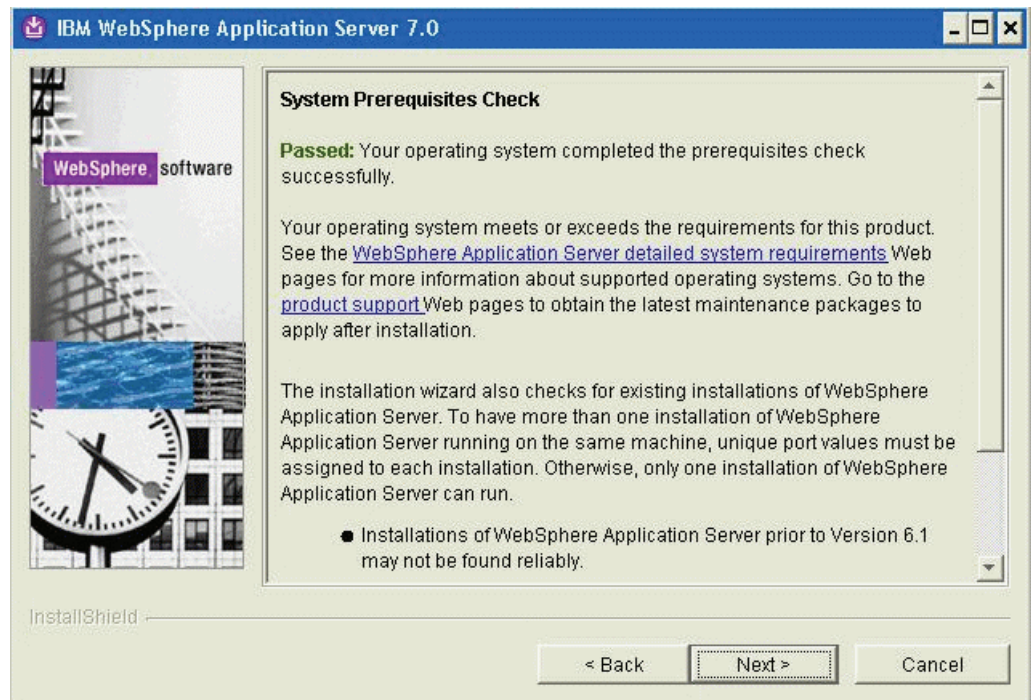 IBM WebSphere Application Server 7.0
WebSphere software
System Prerequisites Check
Passed: Your operating system completed the prerequisites check
successfully.
Your operating system meets or exceeds the requirements for this product.
See the WebSphere Application Server detailed system requirements Web
pages for more information about supported operating systems. Go to the
product support Web pages to obtain the latest maintenance packages to
apply after installation.
The installation wizard also checks for existing installations of WebSphere
Application Server. To have more than one installation of WebSphere
Application Server running on the same machine, unique port values must be
assigned to each installation. Otherwise, only one installation of WebSphere
Application Server can run.
● Installations of WebSphere Application Server prior to Version 6.1
may not be found reliably.
InstallShield
< Back
Next >
Cancel